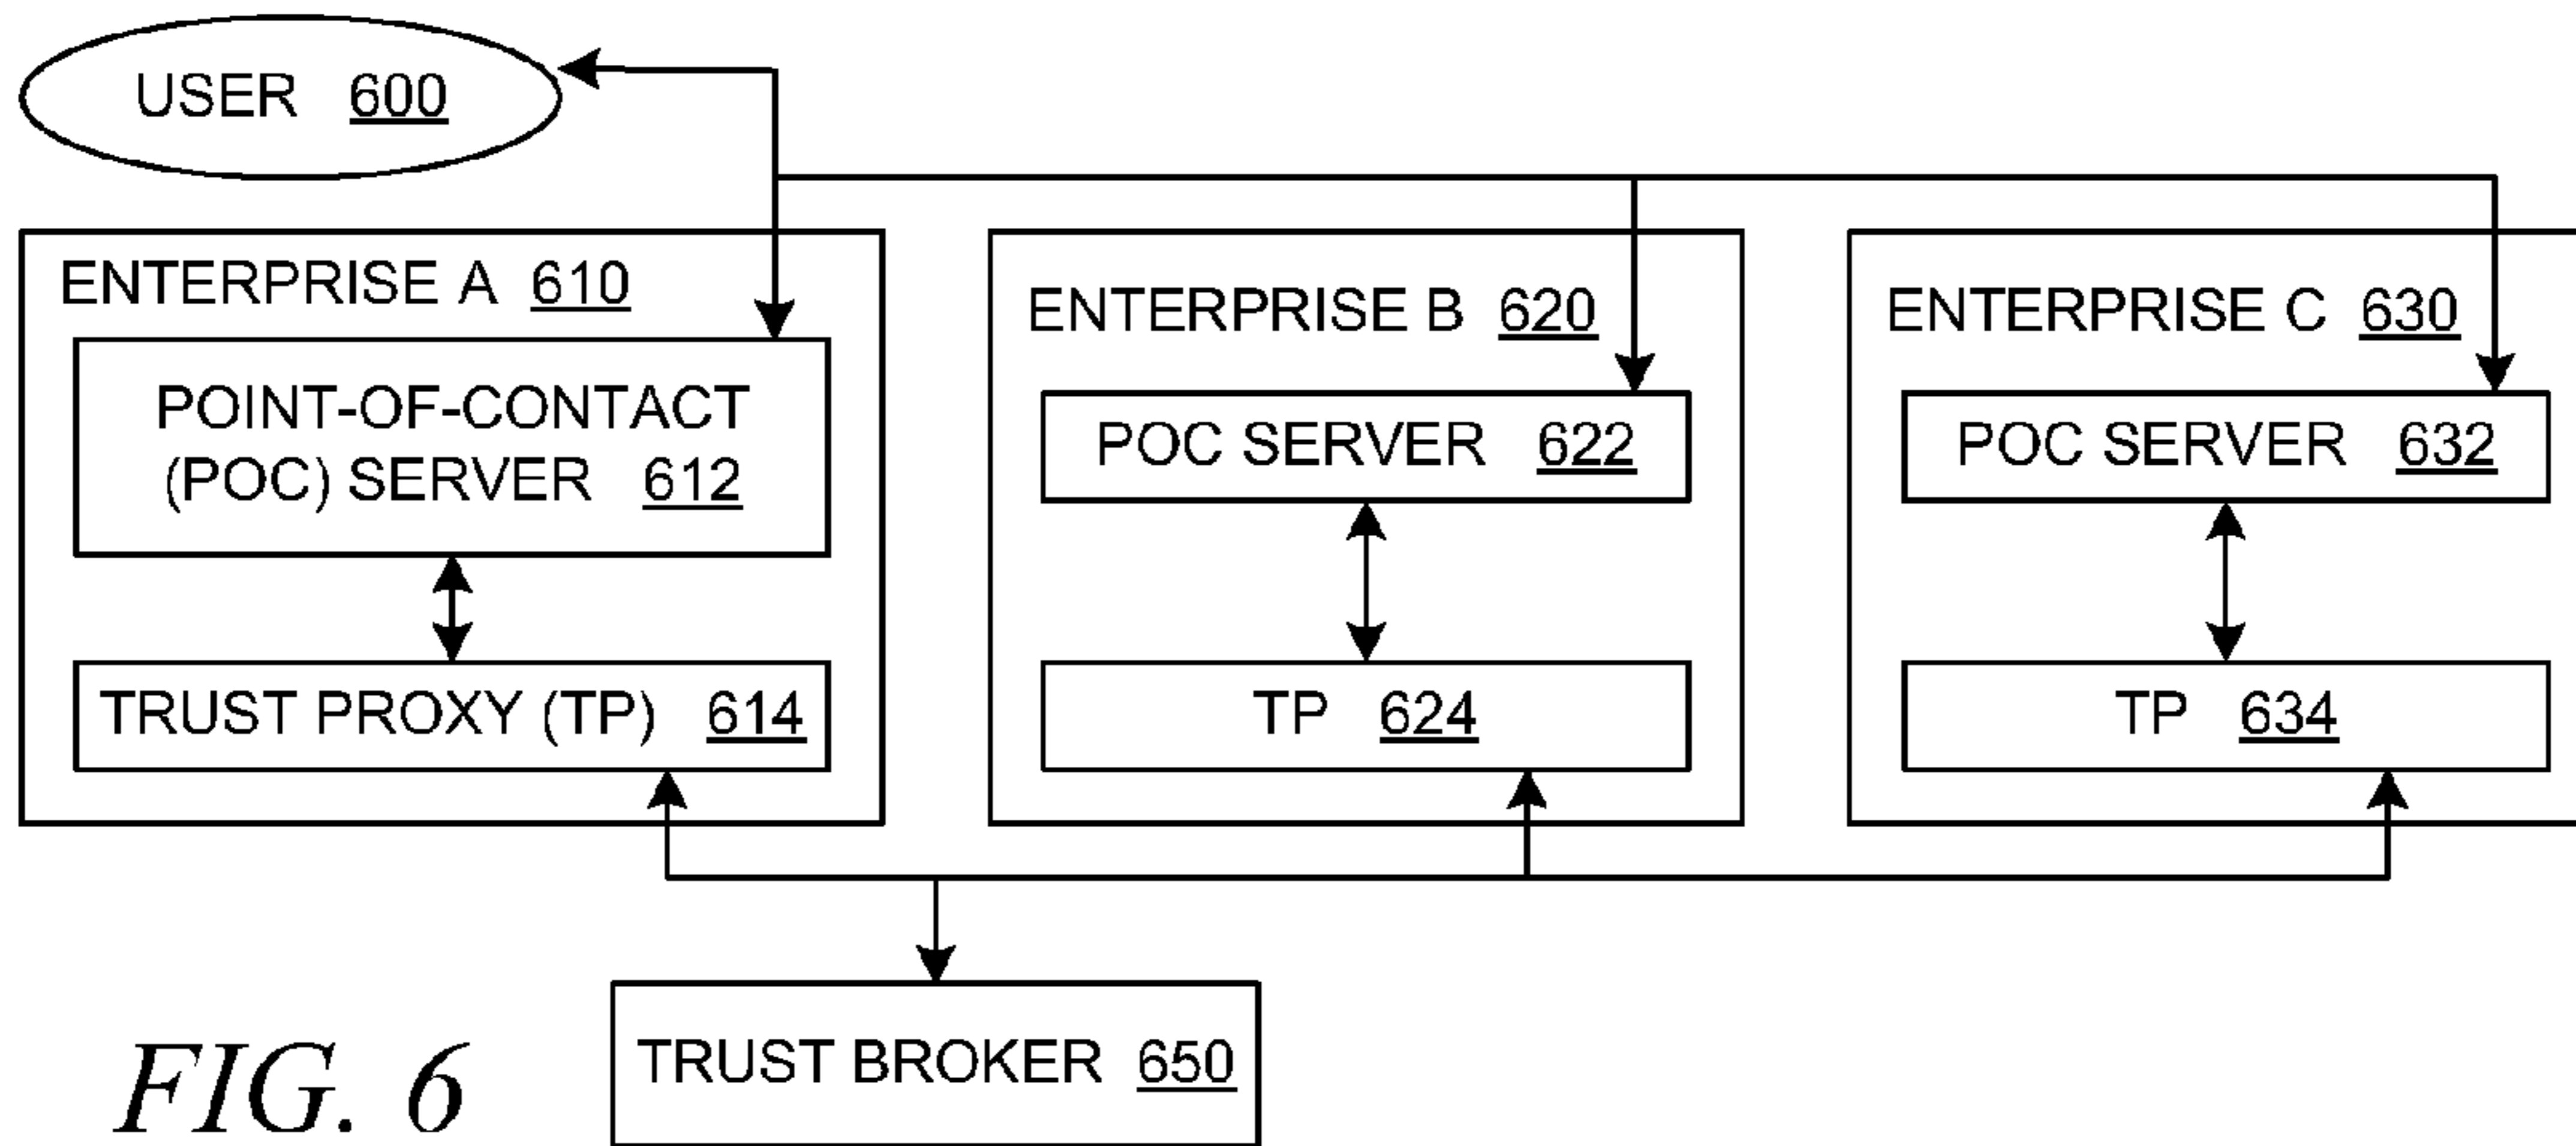 USER 600
ENTERPRISE A 610
POINT-OF-CONTACT
(POC) SERVER 612
TRUST PROXY (TP) 614
ENTERPRISE B 620
POC SERVER 622
TP 624
ENTERPRISE C 630
POC SERVER 632
TP 634
TRUST BROKER 650
FIG. 6